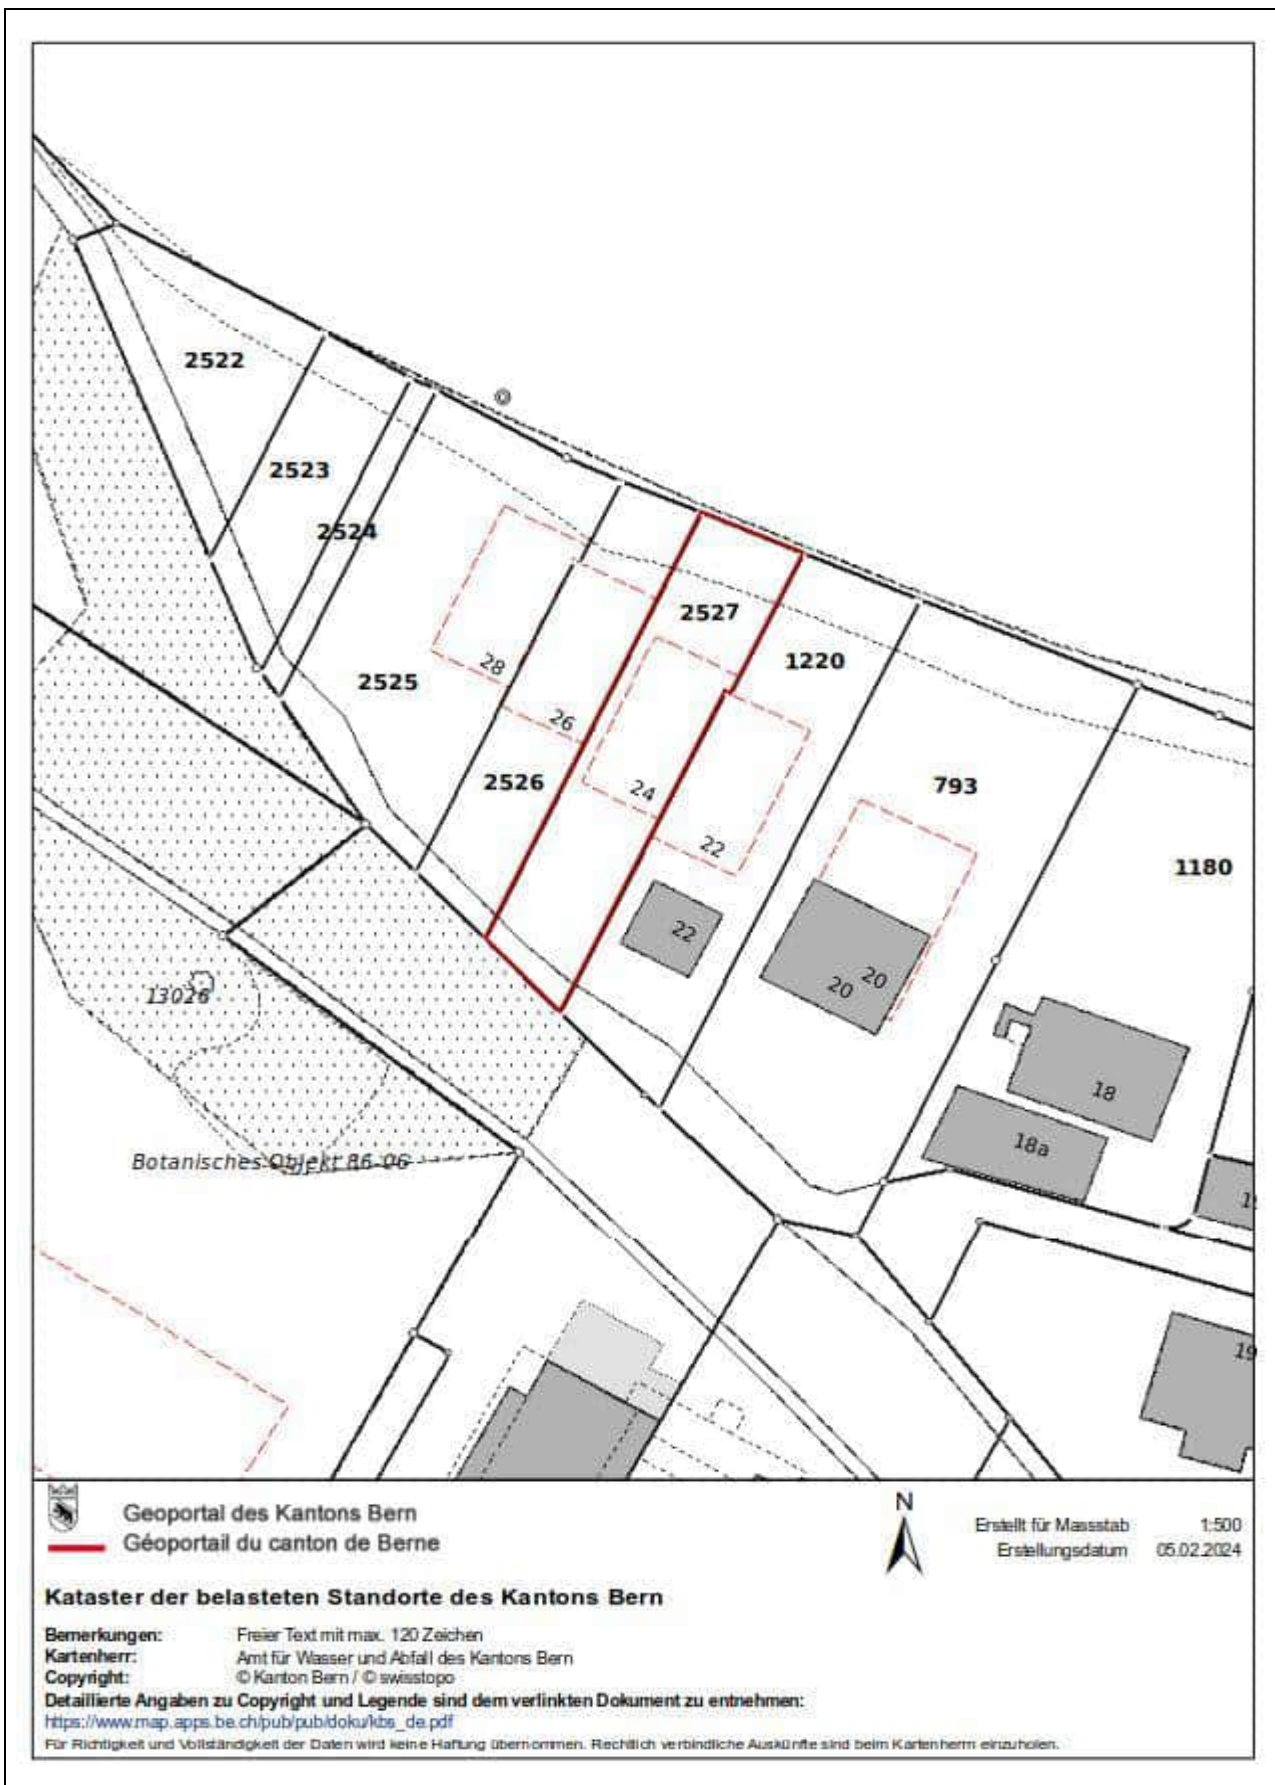 2522
2523
2524
2527
28
1220
2525
26
2526
24
793
22
1180
22
20
20
13026
18
18a
Botanisches Objekt 86-06
19
Geoportal des Kantons Bern
Géoportail du canton de Berne
N
Erstellt für Massstab 1:500
Erstellungsdatum 05.02.2024
Kataster der belasteten Standorte des Kantons Bern
Bemerkungen: Freier Text mit max. 120 Zeichen
Kartenherr: Amt für Wasser und Abfall des Kantons Bern
Copyright: © Kanton Bern / © swisstopo
Detaillierte Angaben zu Copyright und Legende sind dem verlinkten Dokument zu entnehmen:
https://www.map.apps.be.ch/pub/pub/doku/kbs_de.pdf
Für Richtigkeit und Vollständigkeit der Daten wird keine Haftung übernommen. Rechtlich verbindliche Auskünfte sind beim Kartenherrn einzuholen.